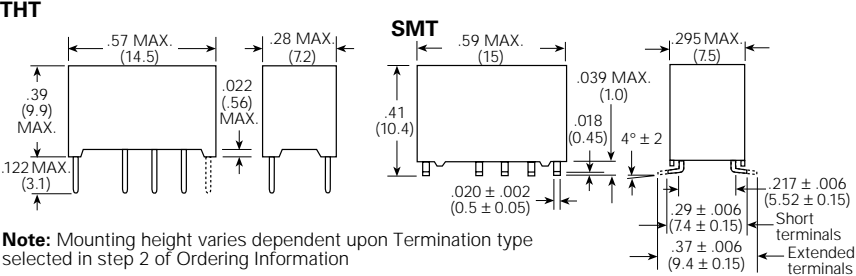 THT
.57 MAX.
(14.5)
.28 MAX.
(7.2)
.39
(9.9)
MAX.
.022
(.56)
MAX.
.122 MAX.
(3.1)
SMT
.59 MAX.
(15)
.295 MAX.
(7.5)
.039 MAX.
(1.0)
.41
(10.4)
.018
(0.45)
4° ± 2
.020 ± .002
(0.5 ± 0.05)
.217 ± .006
(5.52 ± 0.15)
.29 ± .006
(7.4 ± 0.15)
Short
terminals
.37 ± .006
(9.4 ± 0.15)
Extended
terminals
Note: Mounting height varies dependent upon Termination type
selected in step 2 of Ordering Information